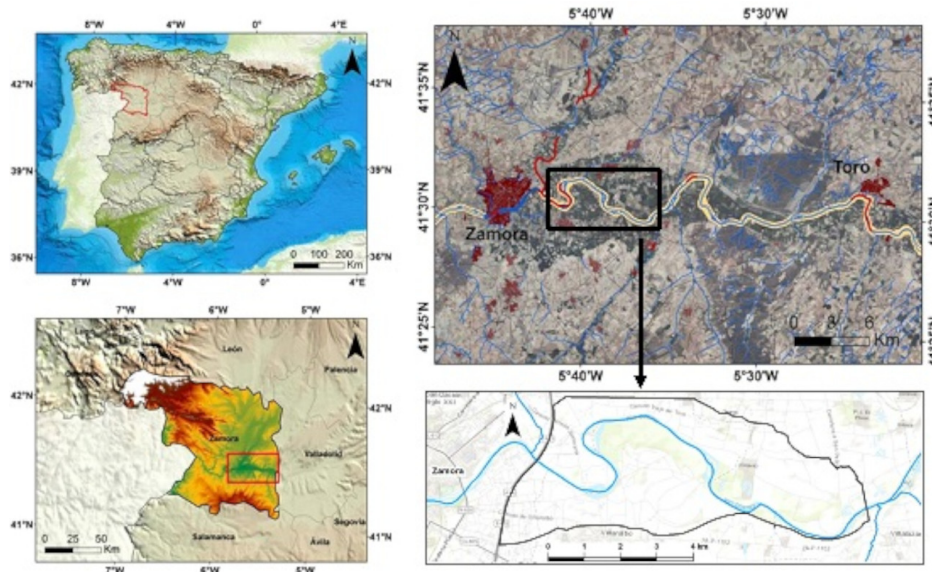 8°W 4°W 0° 4°E
N
42°N 42°N
39°N 39°N
36°N 36°N
0 100 200
Km
8°W 4°W 0° 4°E
5°40'W 5°30'W
N
41°35'N
41°30'N
41°25'N
Zamora
Toro
0 3 6
Km
5°40'W 5°30'W
7°W 6°W 5°W
León
Palencia
42°N 42°N
Zamora
Valladolid
41°N 41°N
Segovia
Salamanca
Ávila
0 25 50
Km
7°W 6°W 5°W
N
Zamora
Villaralbo
0 1 2 3 4 km